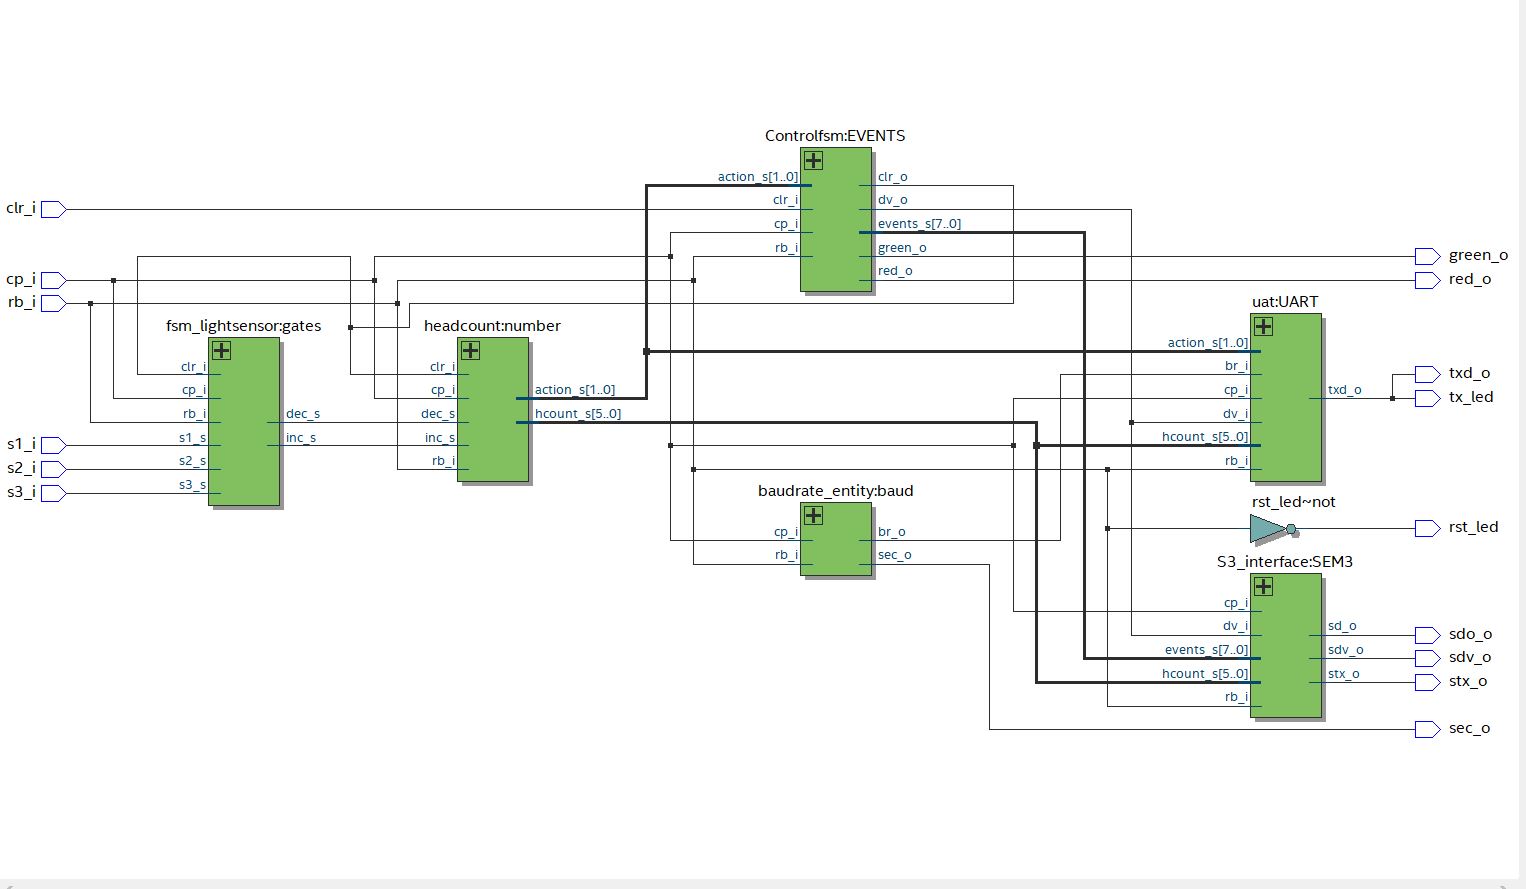 clr_i
cp_i
rb_i
s1_i
s2_i
s3_i
fsm_lightsensor:gates
clr_i
cp_i
rb_i
s1_s
s2_s
s3_s
dec_s
inc_s
headcount:number
clr_i
cp_i
dec_s
inc_s
rb_i
action_s[1..0]
hcount_s[5..0]
Controlfsm:EVENTS
action_s[1..0]
clr_i
cp_i
rb_i
clr_o
dv_o
events_s[7..0]
green_o
red_o
baudrate_entity:baud
cp_i
rb_i
br_o
sec_o
uat:UART
action_s[1..0]
br_i
cp_i
dv_i
hcount_s[5..0]
rb_i
txd_o
rst_led~not
S3_interface:SEM3
cp_i
dv_i
events_s[7..0]
hcount_s[5..0]
rb_i
sd_o
sdv_o
stx_o
green_o
red_o
txd_o
tx_led
rst_led
sdo_o
sdv_o
stx_o
sec_o